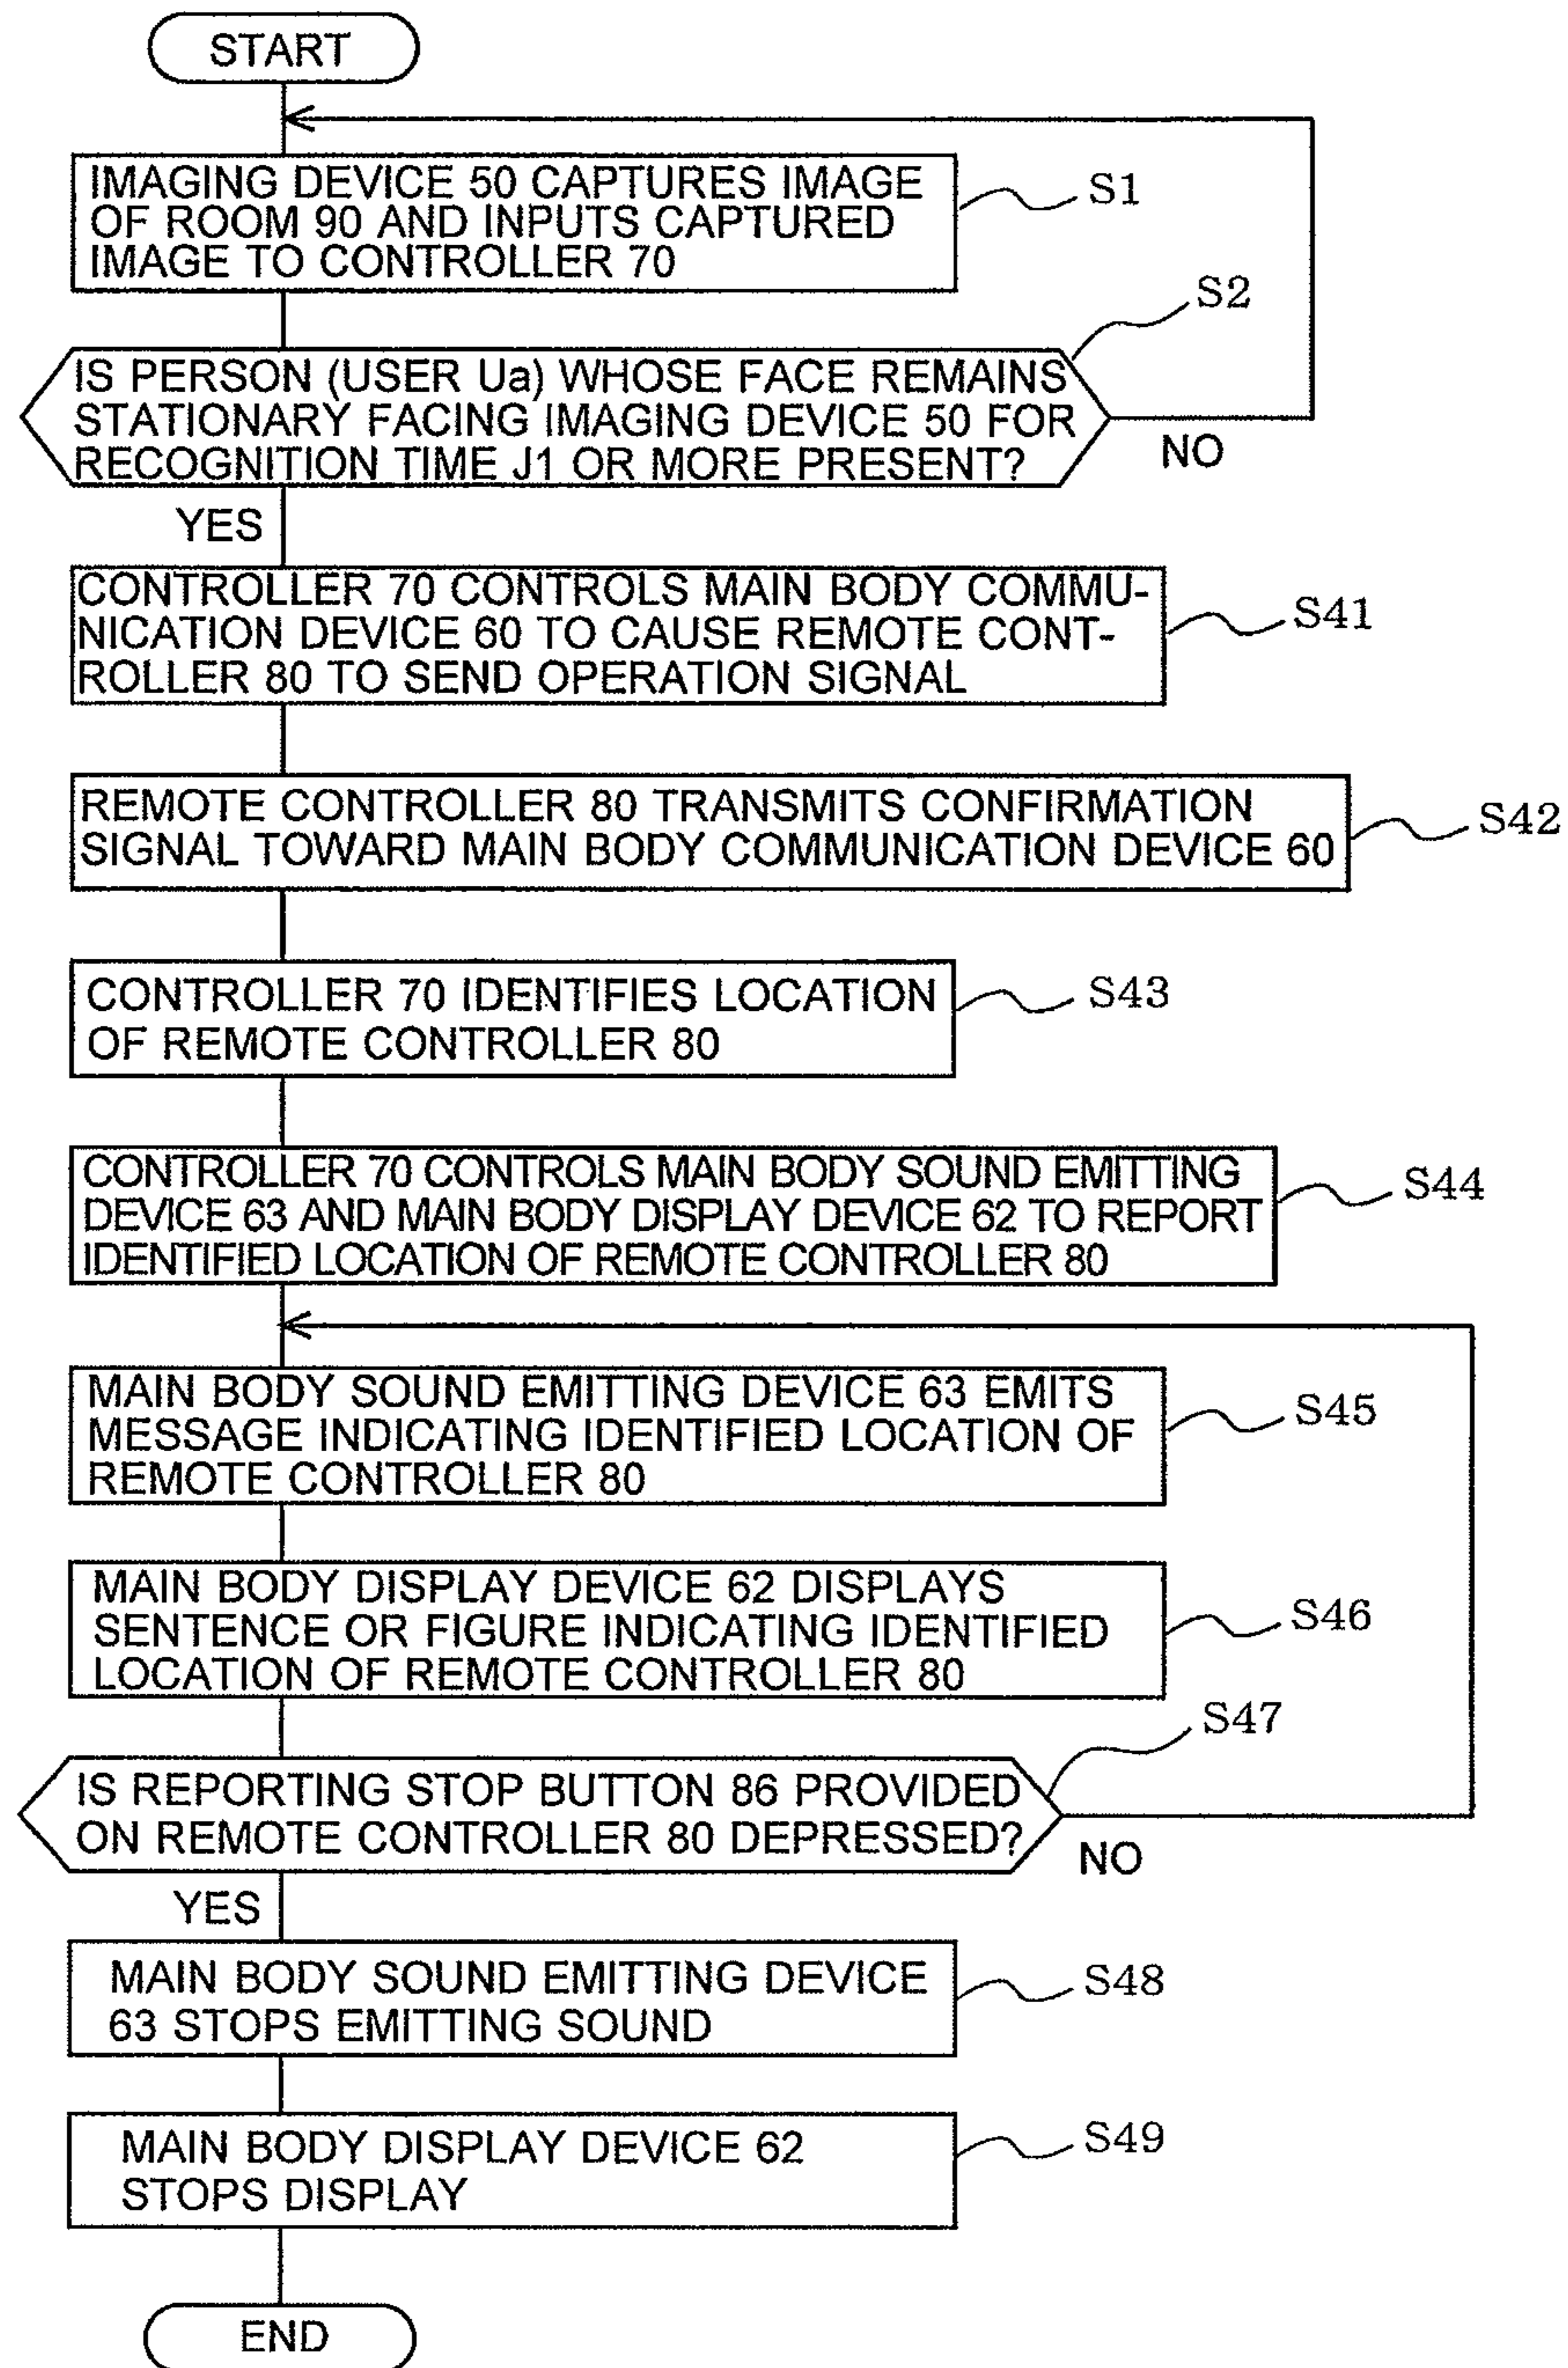 START
IMAGING DEVICE 50 CAPTURES IMAGE
OF ROOM 90 AND INPUTS CAPTURED
IMAGE TO CONTROLLER 70
S1
S2
IS PERSON (USER Ua) WHOSE FACE REMAINS
STATIONARY FACING IMAGING DEVICE 50 FOR
RECOGNITION TIME J1 OR MORE PRESENT?
NO
YES
CONTROLLER 70 CONTROLS MAIN BODY COMMU-
NICATION DEVICE 60 TO CAUSE REMOTE CONT-
ROLLER 80 TO SEND OPERATION SIGNAL
S41
REMOTE CONTROLLER 80 TRANSMITS CONFIRMATION
SIGNAL TOWARD MAIN BODY COMMUNICATION DEVICE 60
S42
CONTROLLER 70 IDENTIFIES LOCATION
OF REMOTE CONTROLLER 80
S43
CONTROLLER 70 CONTROLS MAIN BODY SOUND EMITTING
DEVICE 63 AND MAIN BODY DISPLAY DEVICE 62 TO REPORT
IDENTIFIED LOCATION OF REMOTE CONTROLLER 80
S44
MAIN BODY SOUND EMITTING DEVICE 63 EMITS
MESSAGE INDICATING IDENTIFIED LOCATION OF
REMOTE CONTROLLER 80
S45
MAIN BODY DISPLAY DEVICE 62 DISPLAYS
SENTENCE OR FIGURE INDICATING IDENTIFIED
LOCATION OF REMOTE CONTROLLER 80
S46
S47
IS REPORTING STOP BUTTON 86 PROVIDED
ON REMOTE CONTROLLER 80 DEPRESSED?
NO
YES
MAIN BODY SOUND EMITTING DEVICE
63 STOPS EMITTING SOUND
S48
MAIN BODY DISPLAY DEVICE 62
STOPS DISPLAY
S49
END